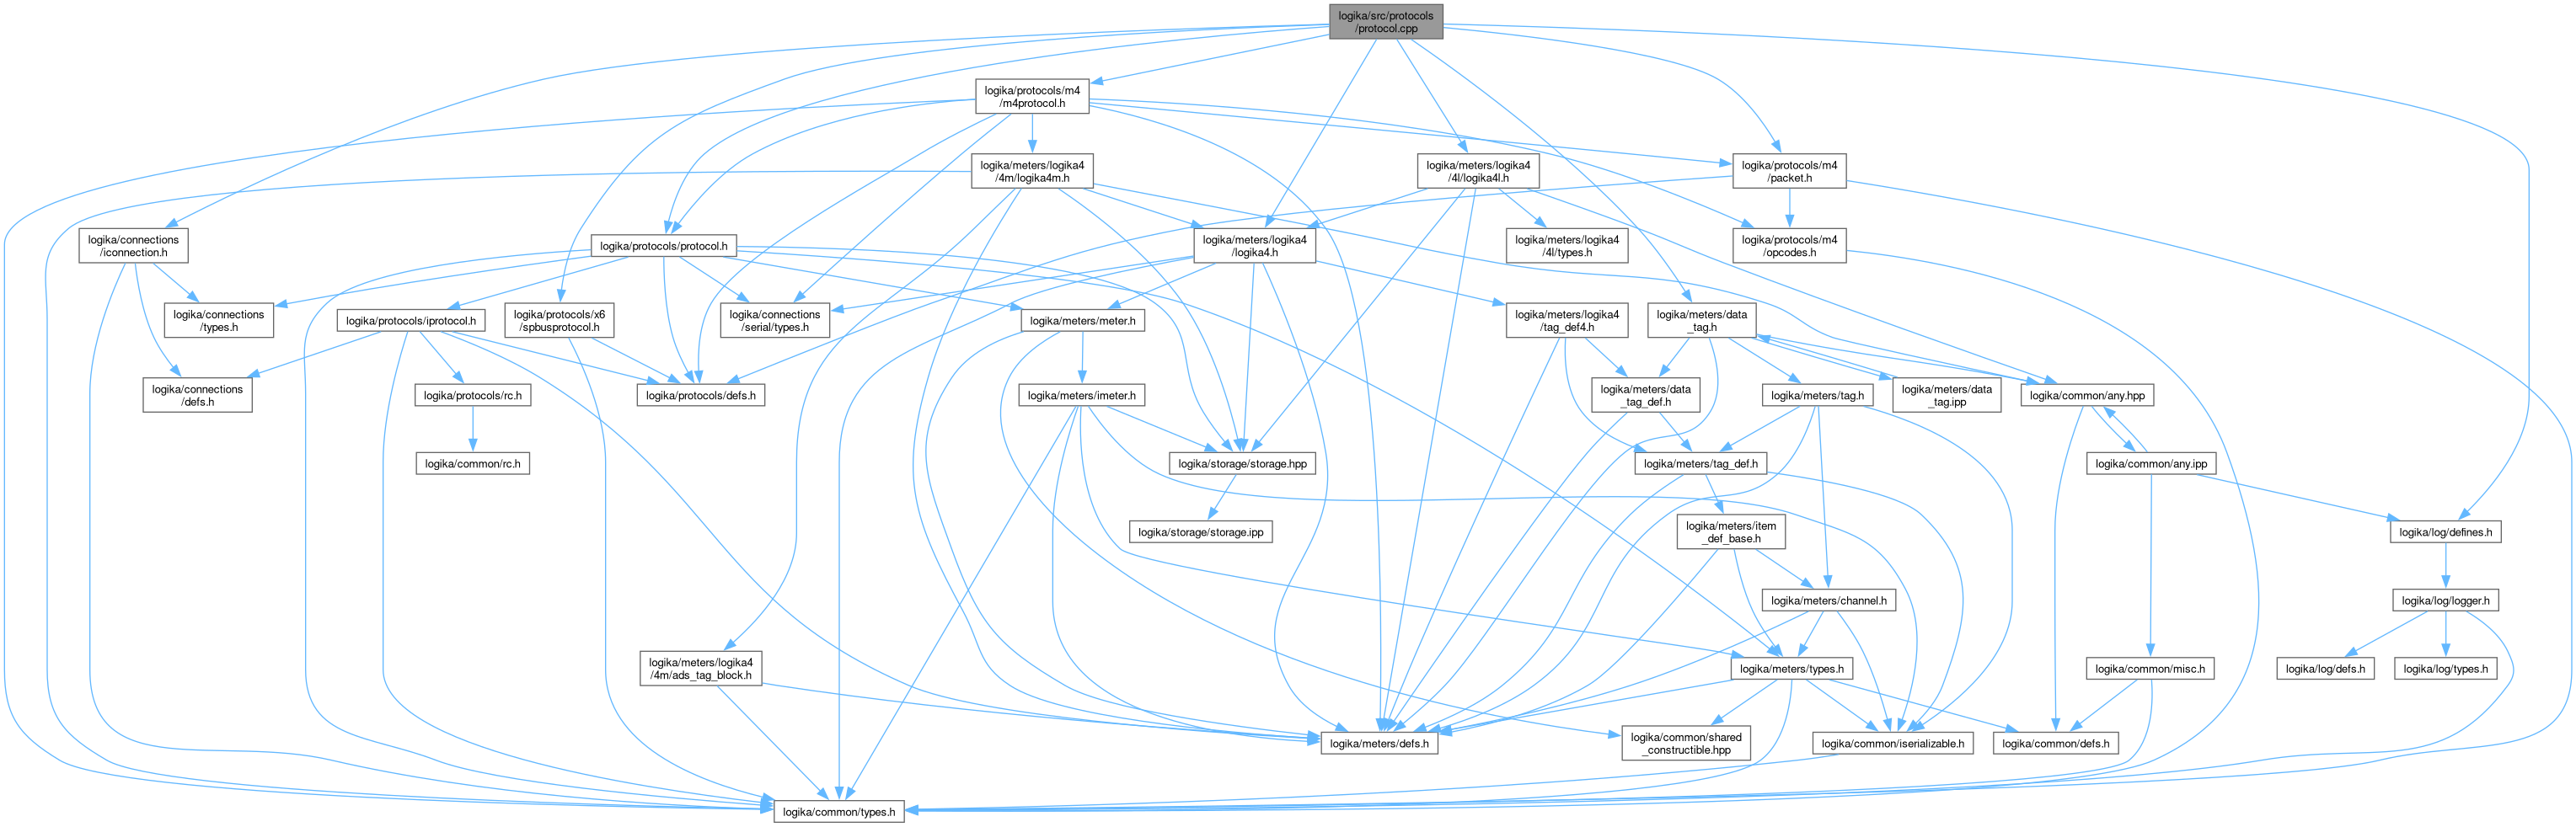 logika/src/protocols
/protocol.cpp
logika/protocols/m4
/m4protocol.h
logika/meters/logika4
/4m/logika4m.h
logika/meters/logika4
/4l/logika4l.h
logika/protocols/m4
/packet.h
logika/connections
/iconnection.h
logika/protocols/protocol.h
logika/meters/logika4
/logika4.h
logika/meters/logika4
/4l/types.h
logika/protocols/m4
/opcodes.h
logika/connections
/types.h
logika/protocols/iprotocol.h
logika/protocols/x6
/spbusprotocol.h
logika/connections
/serial/types.h
logika/meters/meter.h
logika/meters/logika4
/tag_def4.h
logika/meters/data
_tag.h
logika/connections
/defs.h
logika/protocols/rc.h
logika/protocols/defs.h
logika/meters/imeter.h
logika/meters/data
_tag_def.h
logika/meters/tag.h
logika/meters/data
_tag.ipp
logika/common/any.hpp
logika/common/rc.h
logika/storage/storage.hpp
logika/meters/tag_def.h
logika/common/any.ipp
logika/storage/storage.ipp
logika/meters/item
_def_base.h
logika/log/defines.h
logika/meters/channel.h
logika/log/logger.h
logika/meters/logika4
/4m/ads_tag_block.h
logika/meters/types.h
logika/common/misc.h
logika/log/defs.h
logika/log/types.h
logika/meters/defs.h
logika/common/shared
_constructible.hpp
logika/common/iserializable.h
logika/common/defs.h
logika/common/types.h